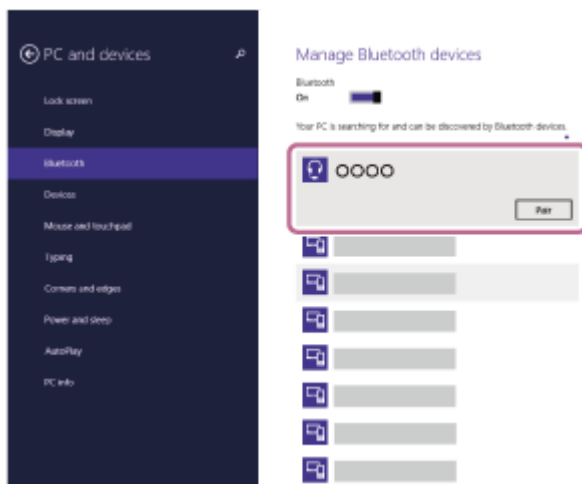 PC and devices
Lock screen
Display
Bluetooth
Devices
Mouse and touchpad
Typing
Corners and edges
Power and sleep
AutoPlay
PC info
Manage Bluetooth devices
Bluetooth
On
Your PC is searching for and can be discovered by Bluetooth devices.
OOOO
Pair